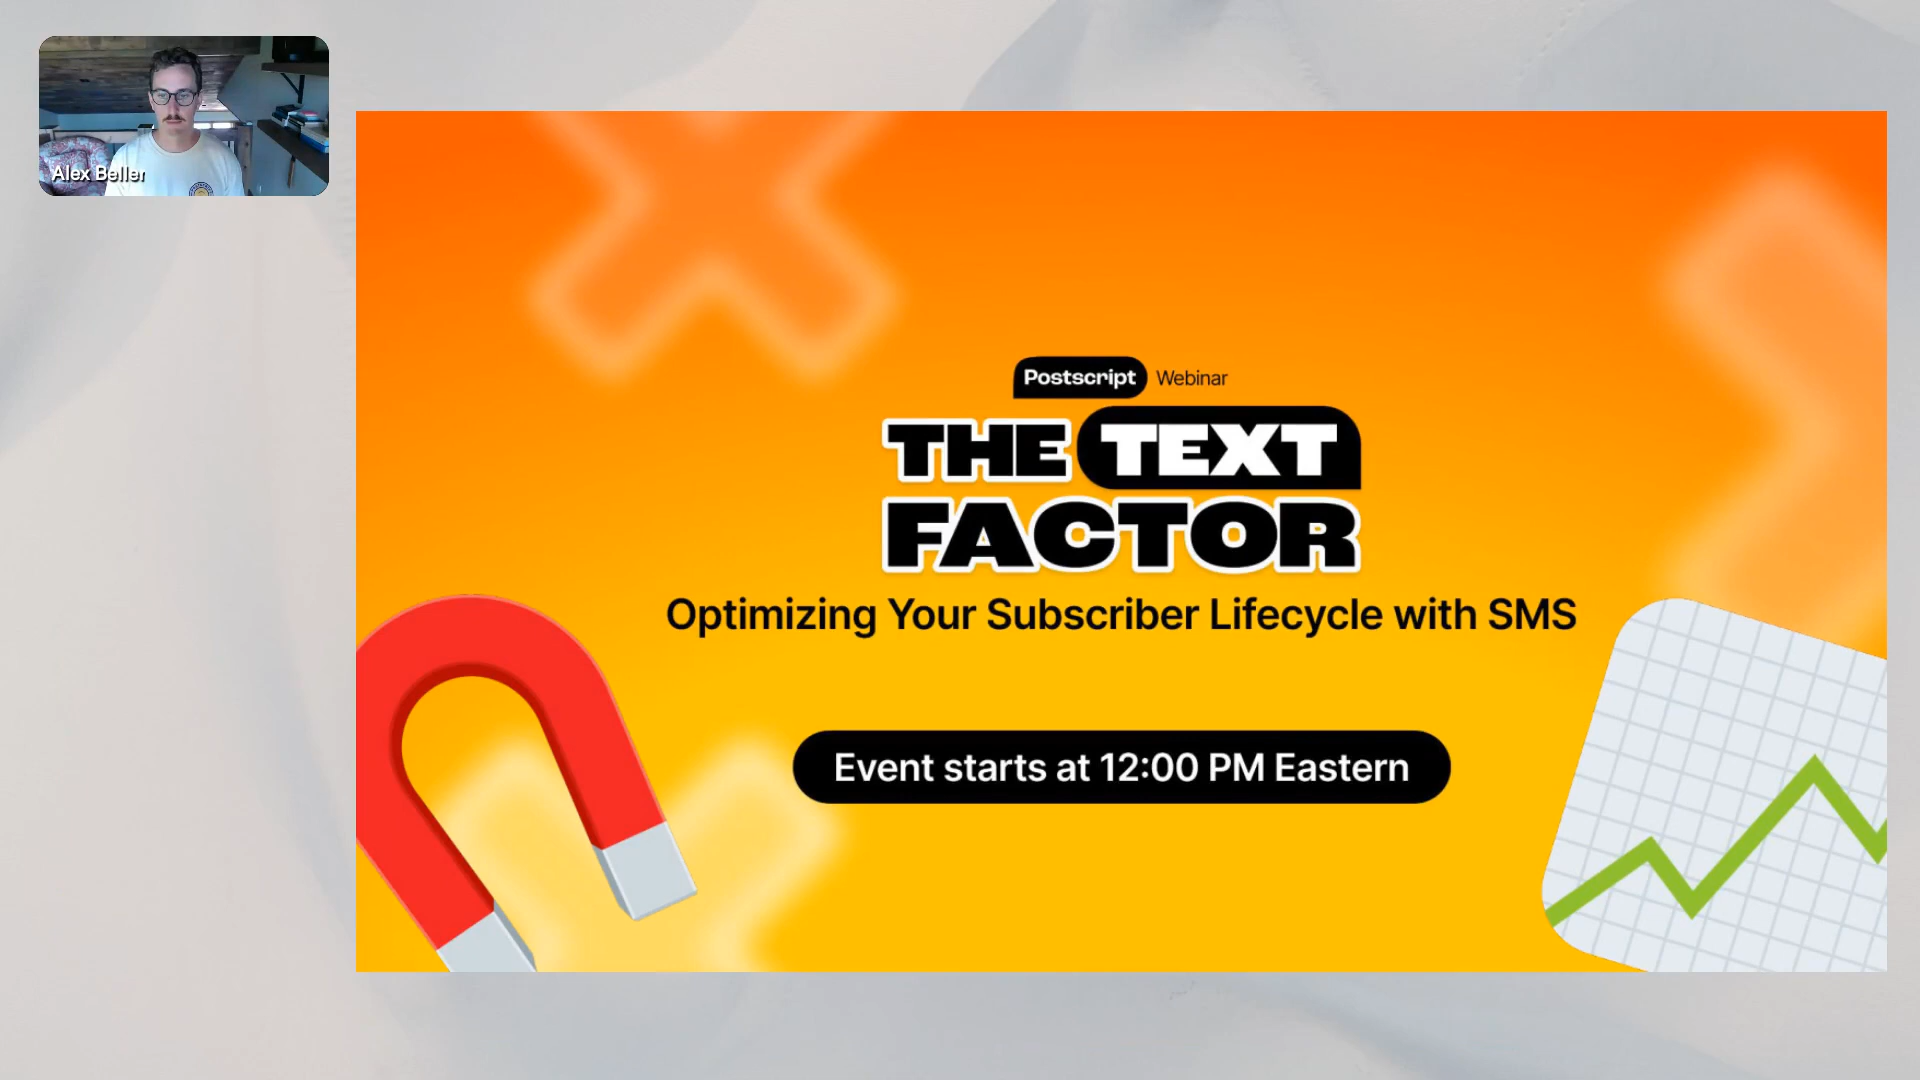 Alex Beller
Postscript Webinar
THE TEXT
FACTOR
Optimizing Your Subscriber Lifecycle with SMS
Event starts at 12:00 PM Eastern